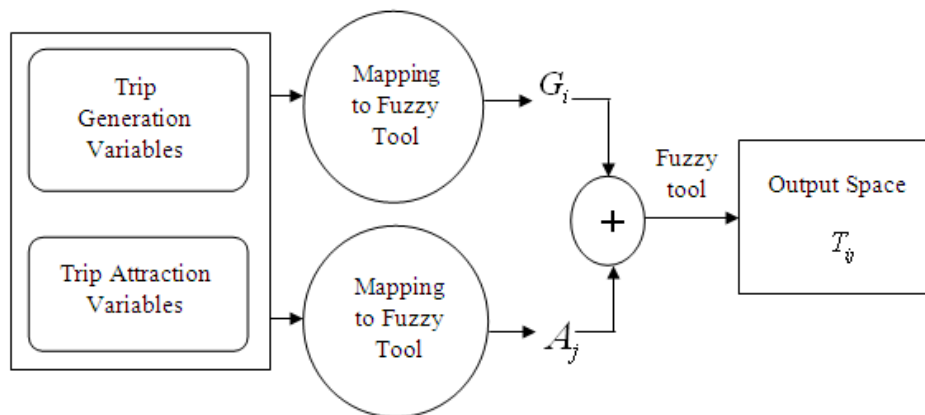 Trip
Generation
Variables
Trip Attraction
Variables
Mapping
to Fuzzy
Tool
G_i
Mapping
to Fuzzy
Tool
A_j
+
Fuzzy
tool
Output Space
T_ij